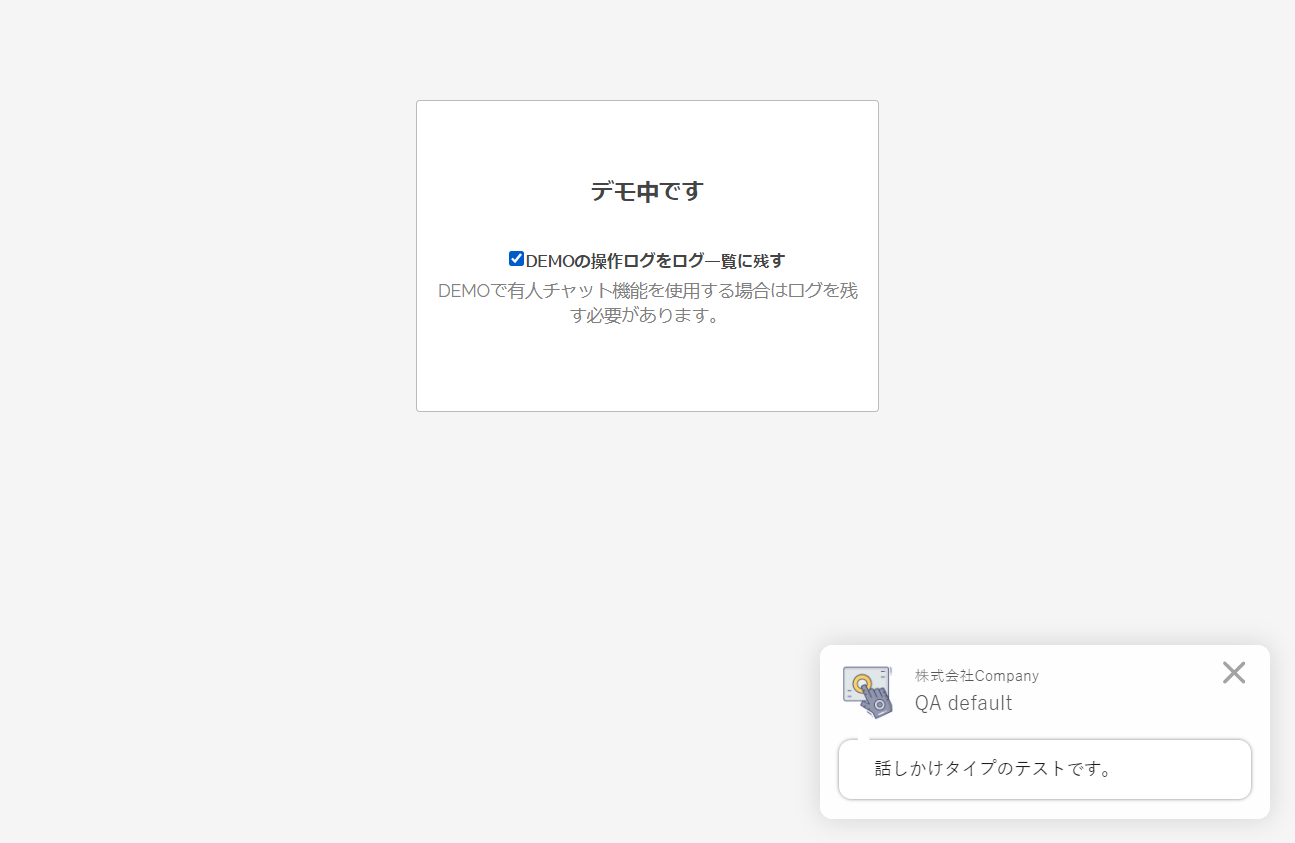 デモ中です
DEMOの操作ログをログ一覧に残す
DEMOで有人チャット機能を使用する場合はログを残
す必要があります。
株式会社Company
QA default
話しかけタイプのテストです。